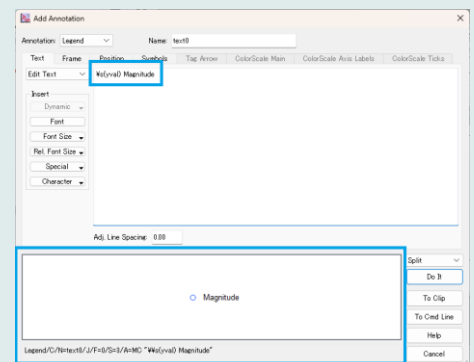 Add Annotation
Annotation: Legend Name: text0
Text Frame Position Symbols Tag Arrow ColorScale Main ColorScale Axis Labels ColorScale Ticks
Edit Text ¥s(yval) Magnitude
Insert
Dynamic
Font
Font Size
Rel. Font Size
Special
Character
Adj. Line Spacing: 0.00
Split
Do It
Magnitude
To Clip
To Cmd Line
Help
Legend/C/N=text0/J/F=0/S=3/A=MC "¥¥s(yval) Magnitude"
Cancel